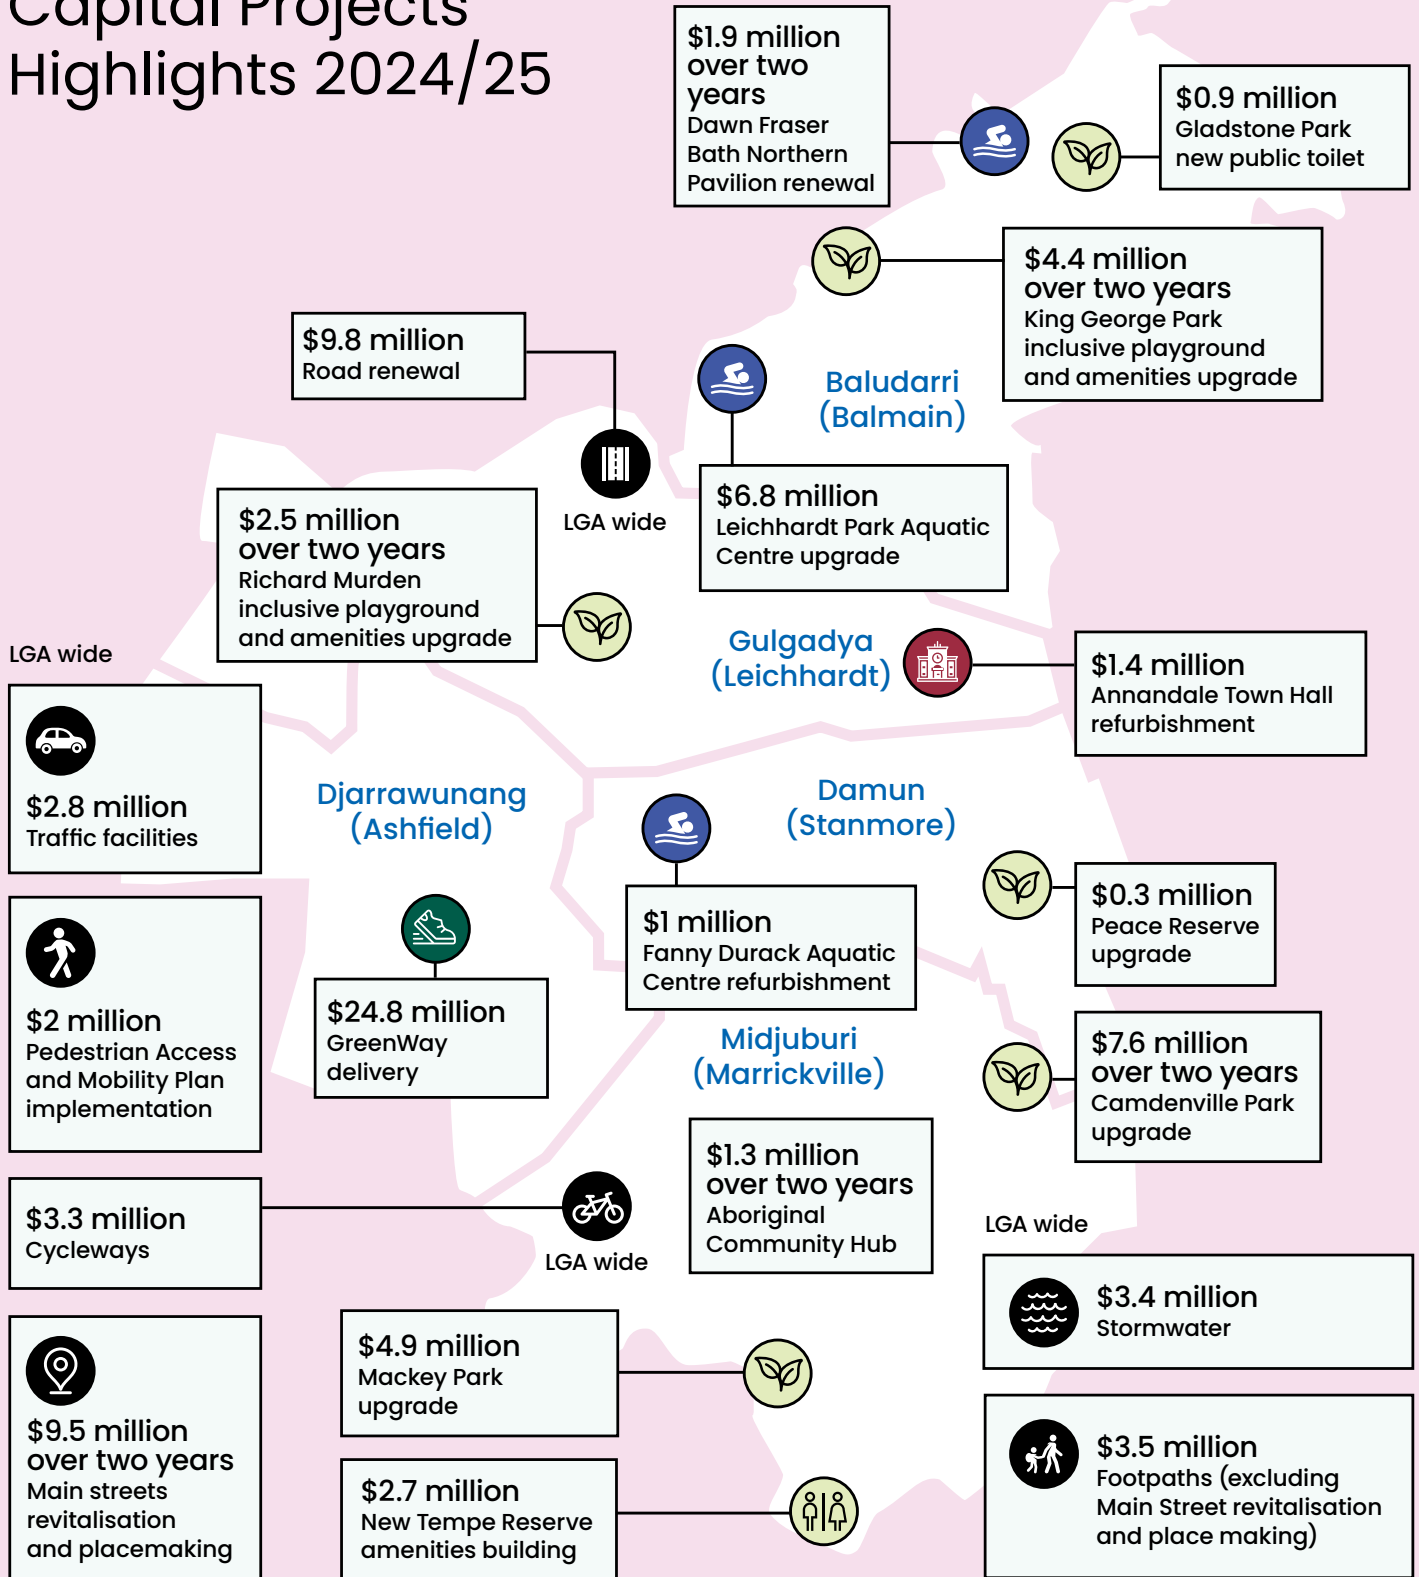 Capital Projects
Highlights 2024/25
$1.9 million
over two
years
Dawn Fraser
Bath Northern
Pavilion renewal
$0.9 million
Gladstone Park
new public toilet
$4.4 million
over two years
King George Park
inclusive playground
and amenities upgrade
$9.8 million
Road renewal
LGA wide
Baludarri
(Balmain)
$6.8 million
Leichhardt Park Aquatic
Centre upgrade
$2.5 million
over two years
Richard Murden
inclusive playground
and amenities upgrade
Gulgadya
(Leichhardt)
$1.4 million
Annandale Town Hall
refurbishment
LGA wide
$2.8 million
Traffic facilities
Djarrawunang
(Ashfield)
Damun
(Stanmore)
$1 million
Fanny Durack Aquatic
Centre refurbishment
$0.3 million
Peace Reserve
upgrade
$2 million
Pedestrian Access
and Mobility Plan
implementation
$24.8 million
GreenWay
delivery
Midjuburi
(Marrickville)
$7.6 million
over two years
Camdenville Park
upgrade
$1.3 million
over two years
Aboriginal
Community Hub
$3.3 million
Cycleways
LGA wide
LGA wide
$3.4 million
Stormwater
$9.5 million
over two years
Main streets
revitalisation
and placemaking
$4.9 million
Mackey Park
upgrade
$2.7 million
New Tempe Reserve
amenities building
$3.5 million
Footpaths (excluding
Main Street revitalisation
and place making)